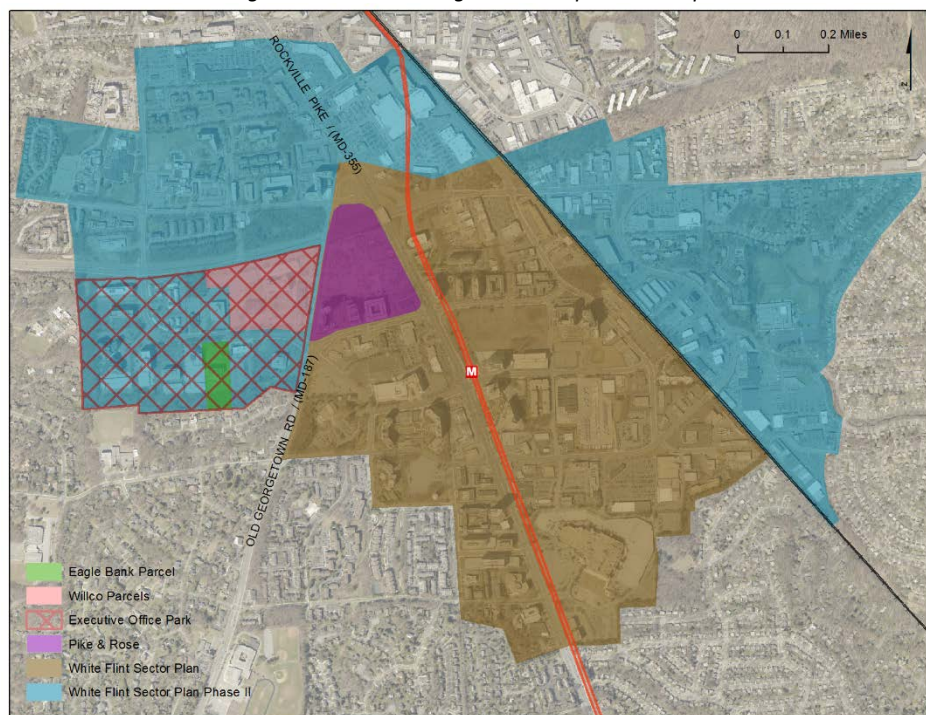 0 0.1 0.2 Miles
Z
ROCKVILLE PIKE / (MD-355)
M
OLD GEORGETOWN RD / (MD-187)
Eagle Bank Parcel
Willco Parcels
Executive Office Park
Pike & Rose
White Flint Sector Plan
White Flint Sector Plan Phase II